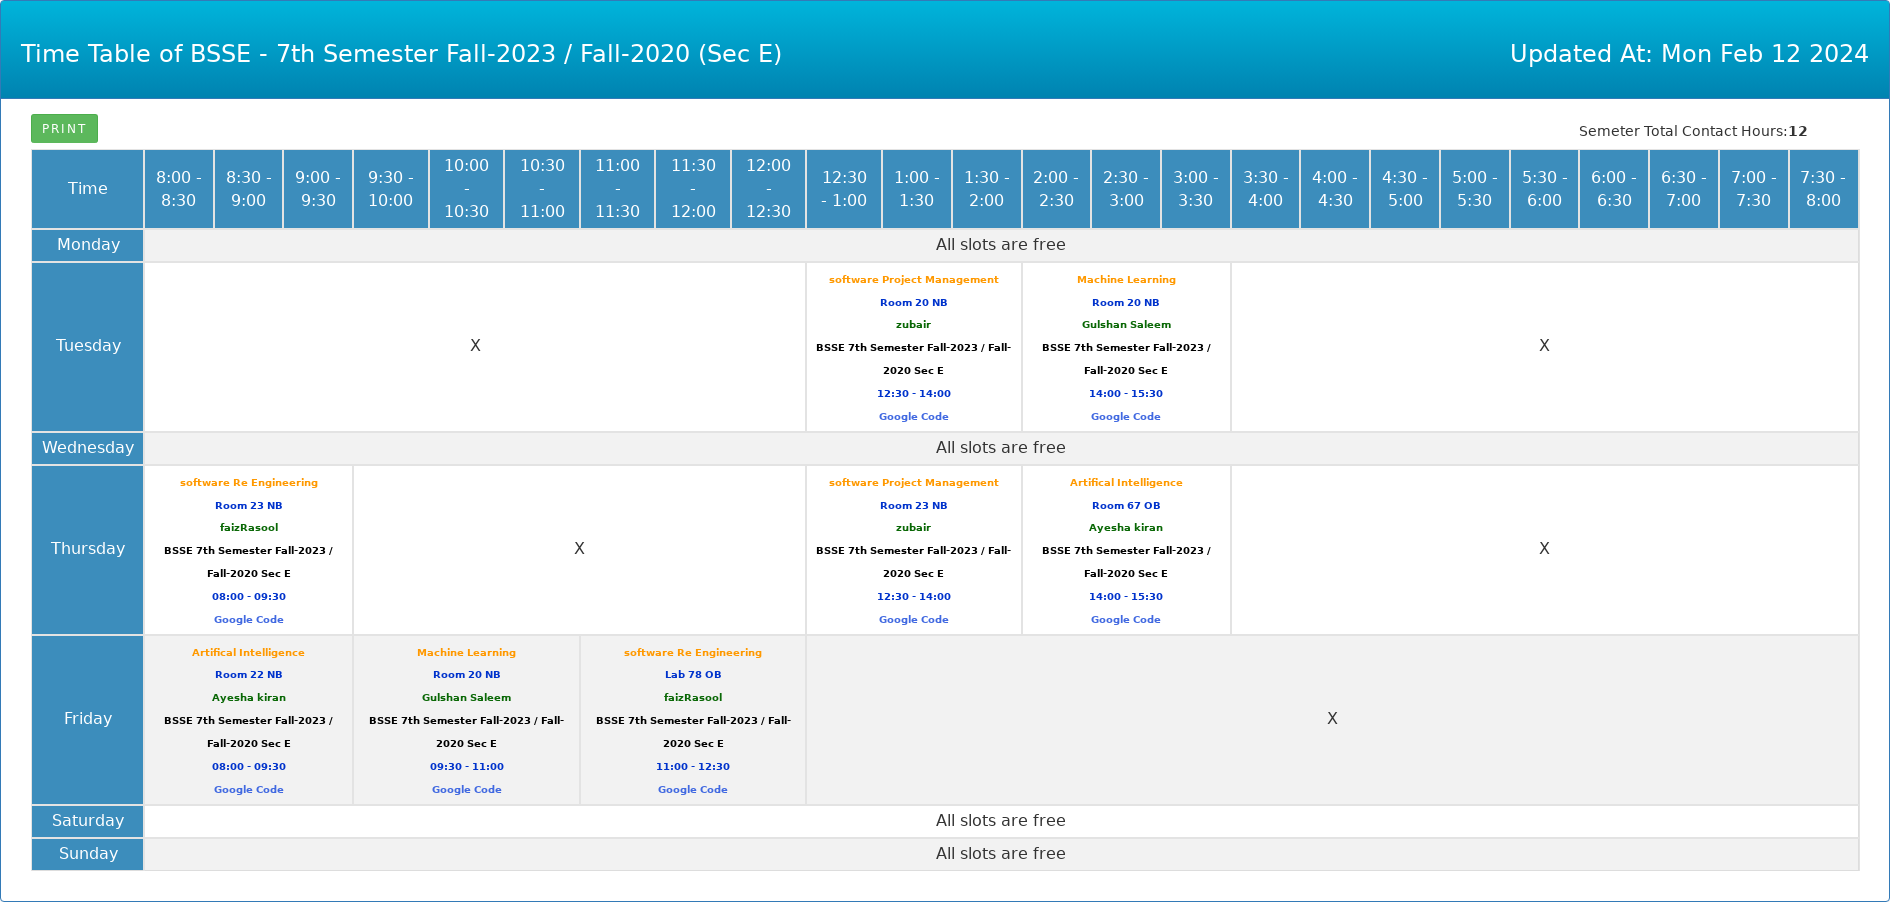 Time Table of BSSE - 7th Semester Fall-2023 / Fall-2020 (Sec E)
Updated At: Mon Feb 12 2024
PRINT
Semeter Total Contact Hours:12
Time
8:00 -
8:30
8:30 -
9:00
9:00 -
9:30
9:30 -
10:00
10:00
-
10:30
10:30
-
11:00
11:00
-
11:30
11:30
-
12:00
12:00
-
12:30
12:30
- 1:00
1:00 -
1:30
1:30 -
2:00
2:00 -
2:30
2:30 -
3:00
3:00 -
3:30
3:30 -
4:00
4:00 -
4:30
4:30 -
5:00
5:00 -
5:30
5:30 -
6:00
6:00 -
6:30
6:30 -
7:00
7:00 -
7:30
7:30 -
8:00
Monday
All slots are free
Tuesday
X
software Project Management
Room 20 NB
zubair
BSSE 7th Semester Fall-2023 / Fall-
2020 Sec E
12:30 - 14:00
Google Code
Machine Learning
Room 20 NB
Gulshan Saleem
BSSE 7th Semester Fall-2023 /
Fall-2020 Sec E
14:00 - 15:30
Google Code
X
Wednesday
All slots are free
Thursday
software Re Engineering
Room 23 NB
faizRasool
BSSE 7th Semester Fall-2023 /
Fall-2020 Sec E
08:00 - 09:30
Google Code
X
software Project Management
Room 23 NB
zubair
BSSE 7th Semester Fall-2023 / Fall-
2020 Sec E
12:30 - 14:00
Google Code
Artifical Intelligence
Room 67 OB
Ayesha kiran
BSSE 7th Semester Fall-2023 /
Fall-2020 Sec E
14:00 - 15:30
Google Code
X
Friday
Artifical Intelligence
Room 22 NB
Ayesha kiran
BSSE 7th Semester Fall-2023 /
Fall-2020 Sec E
08:00 - 09:30
Google Code
Machine Learning
Room 20 NB
Gulshan Saleem
BSSE 7th Semester Fall-2023 / Fall-
2020 Sec E
09:30 - 11:00
Google Code
software Re Engineering
Lab 78 OB
faizRasool
BSSE 7th Semester Fall-2023 / Fall-
2020 Sec E
11:00 - 12:30
Google Code
X
Saturday
All slots are free
Sunday
All slots are free